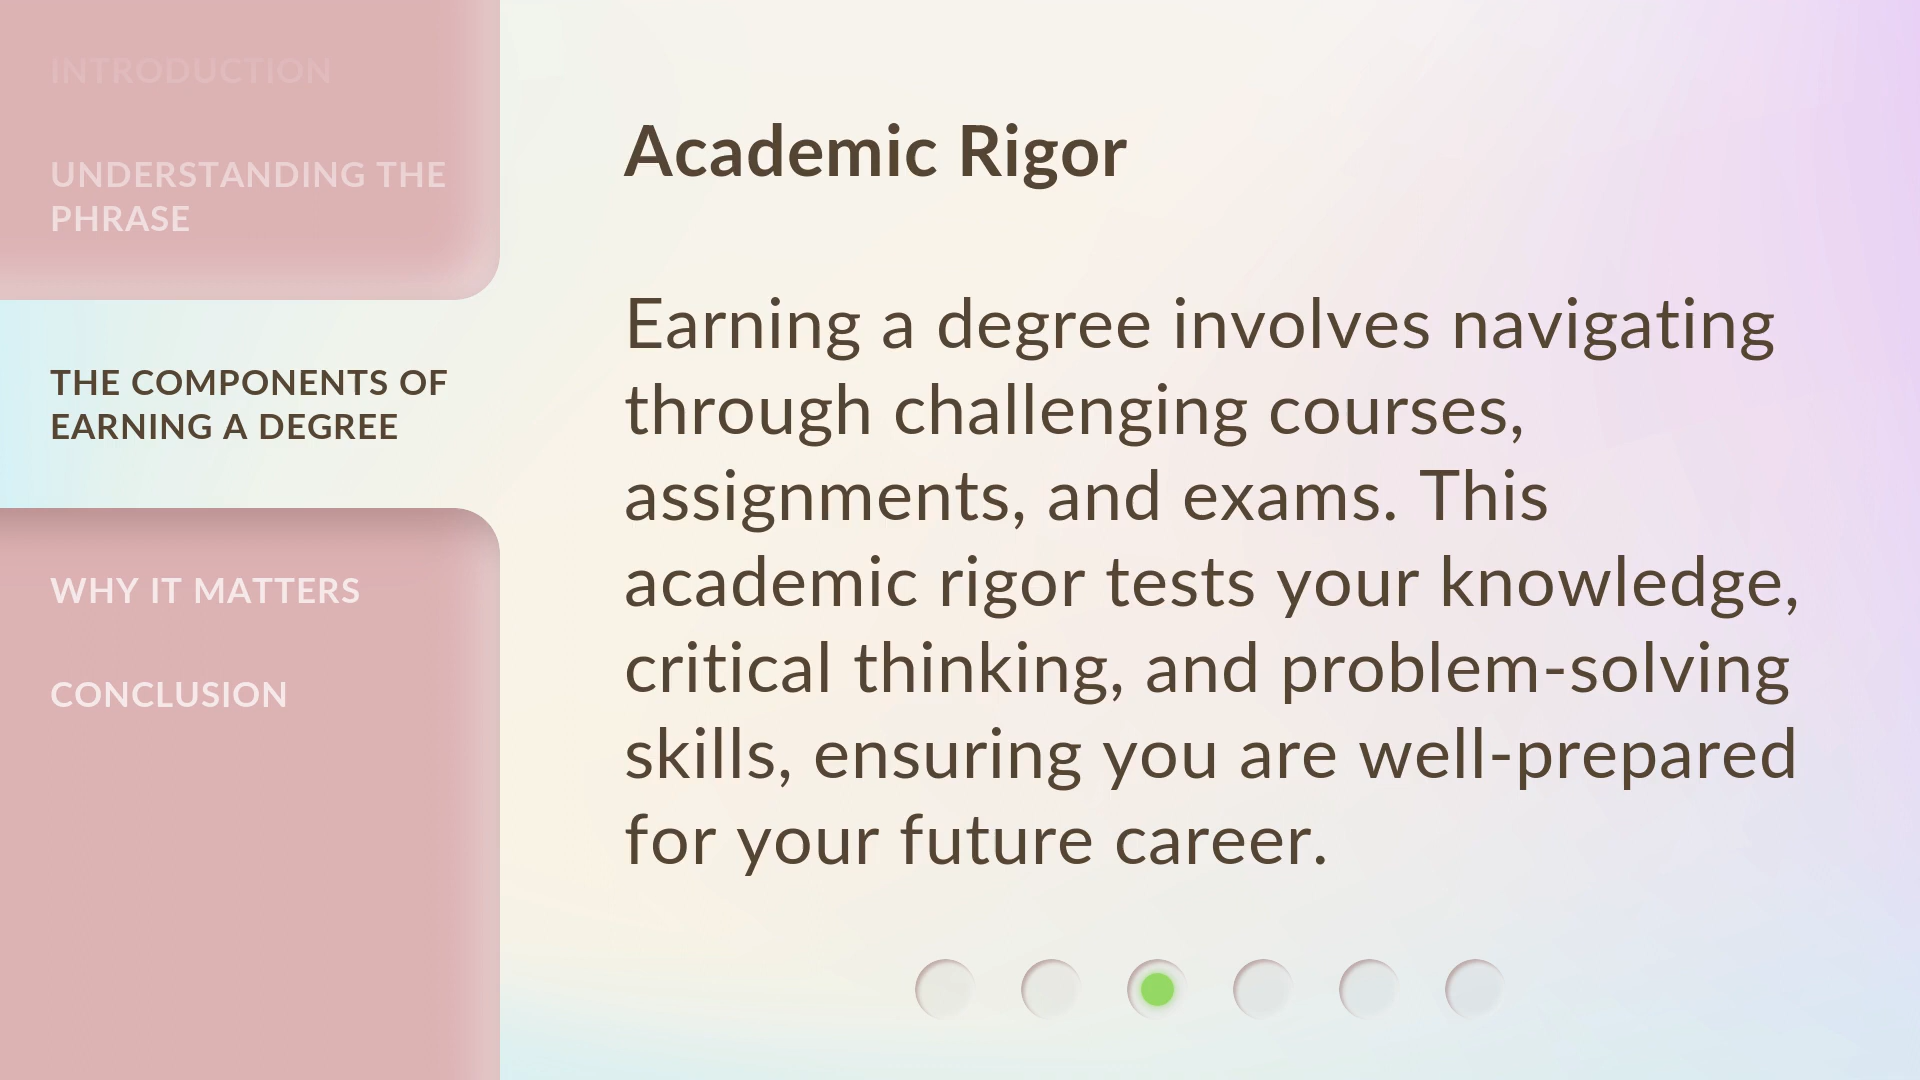 INTRODUCTION
UNDERSTANDING THE
PHRASE
THE COMPONENTS OF
EARNING A DEGREE
WHY IT MATTERS
CONCLUSION
Academic Rigor
Earning a degree involves navigating
through challenging courses,
assignments, and exams. This
academic rigor tests your knowledge,
critical thinking, and problem-solving
skills, ensuring you are well-prepared
for your future career.